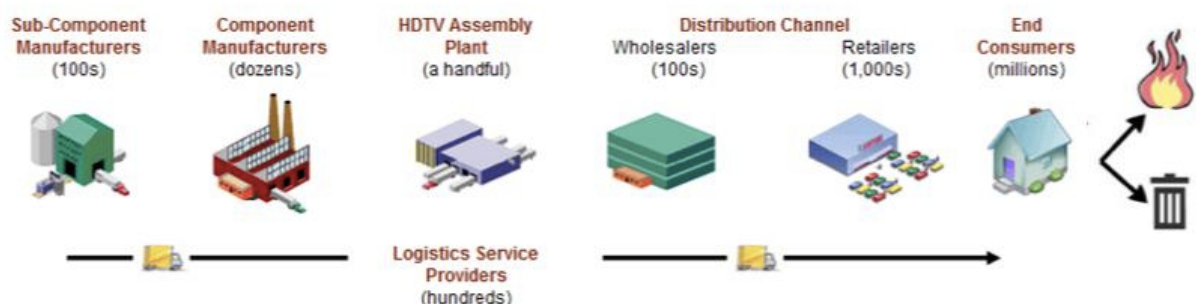 Sub-Component
Manufacturers
(100s)
Component
Manufacturers
(dozens)
HDTV Assembly
Plant
(a handful)
Distribution Channel
Wholesalers
(100s)
Retailers
(1,000s)
End
Consumers
(millions)
Logistics Service
Providers
(hundreds)